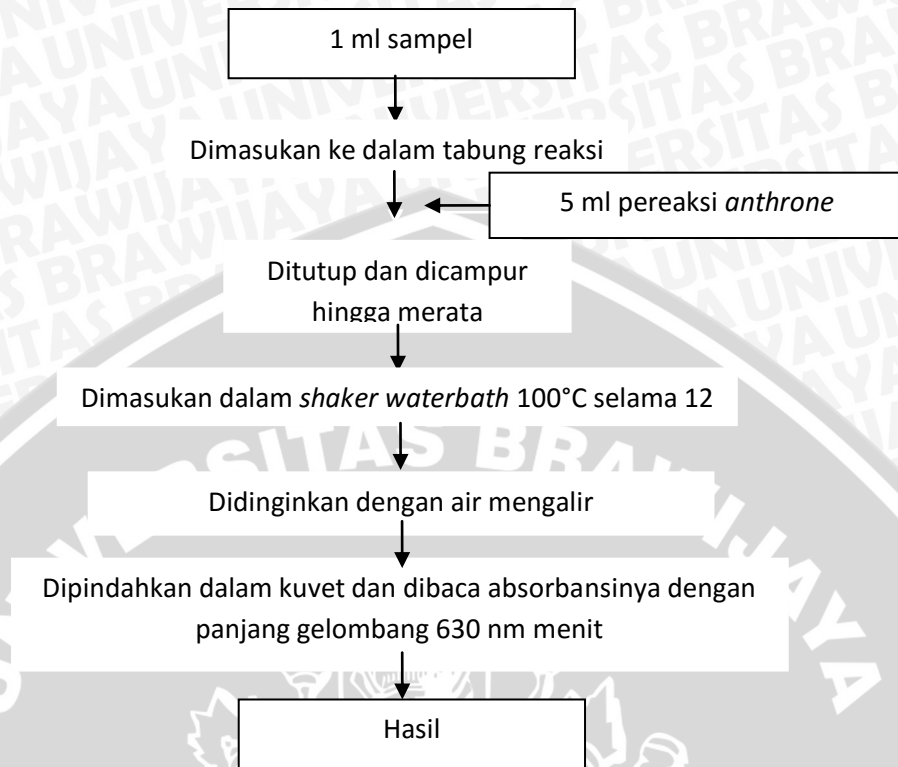 1 ml sampel
Dimasukan ke dalam tabung reaksi
5 ml pereaksi anthrone
Ditutup dan dicampur
hingga merata
Dimasukan dalam shaker waterbath 100°C selama 12
Didinginkan dengan air mengalir
Dipindahkan dalam kuvet dan dibaca absorbansinya dengan
panjang gelombang 630 nm menit
Hasil